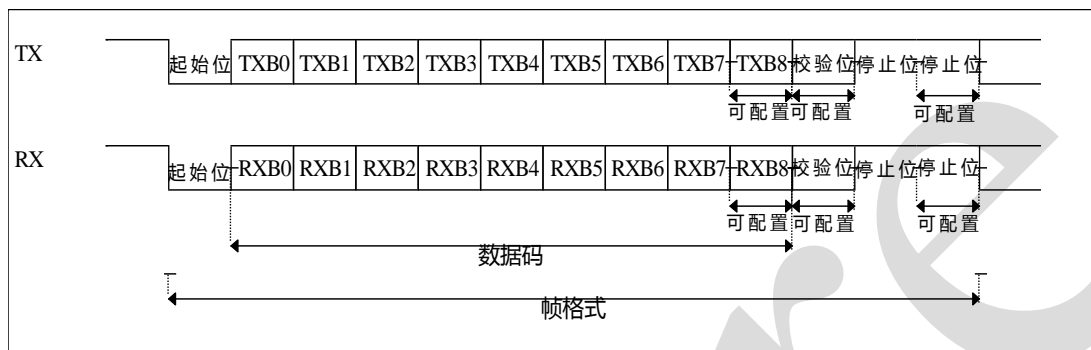 TX 起始位 TXB0 TXB1 TXB2 TXB3 TXB4 TXB5 TXB6 TXB7 TXB8 校验位 停止位 停止位
可配置 可配置 可配置
RX 起始位 RXB0 RXB1 RXB2 RXB3 RXB4 RXB5 RXB6 RXB7 RXB8 校验位 停止位 停止位
可配置 可配置 可配置
数据码
帧格式